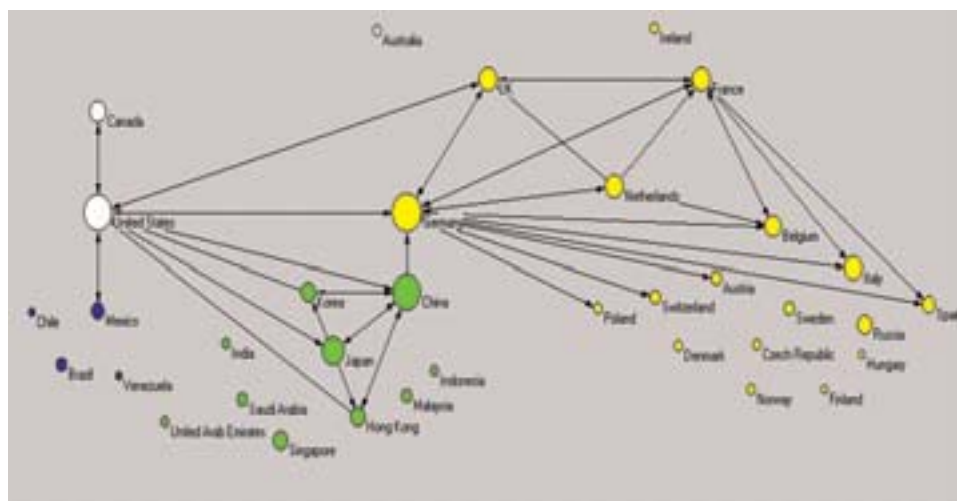 Australia
Ireland
UK
France
Canada
Netherlands
United States
Germany
Belgium
Italy
Austria
Switzerland
Poland
Spain
Korea
China
Chile
Mexico
Sweden
Russia
India
Japan
Denmark
Czech Republic
Hungary
Brazil
Venezuela
Indonesia
Malaysia
Norway
Finland
Saudi Arabia
United Arab Emirates
Hong Kong
Singapore